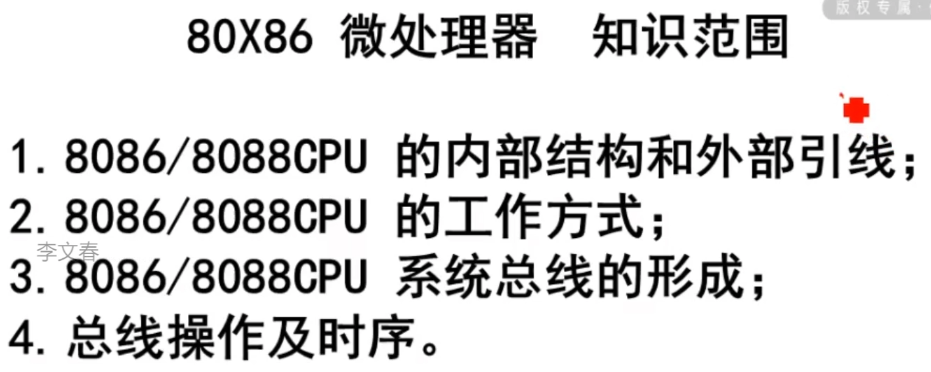 版权专属·
80X86 微处理器 知识范围
1. 8086/8088CPU 的内部结构和外部引线;
2. 8086/8088CPU 的工作方式;
李文春
3. 8086/8088CPU 系统总线的形成;
4. 总线操作及时序。